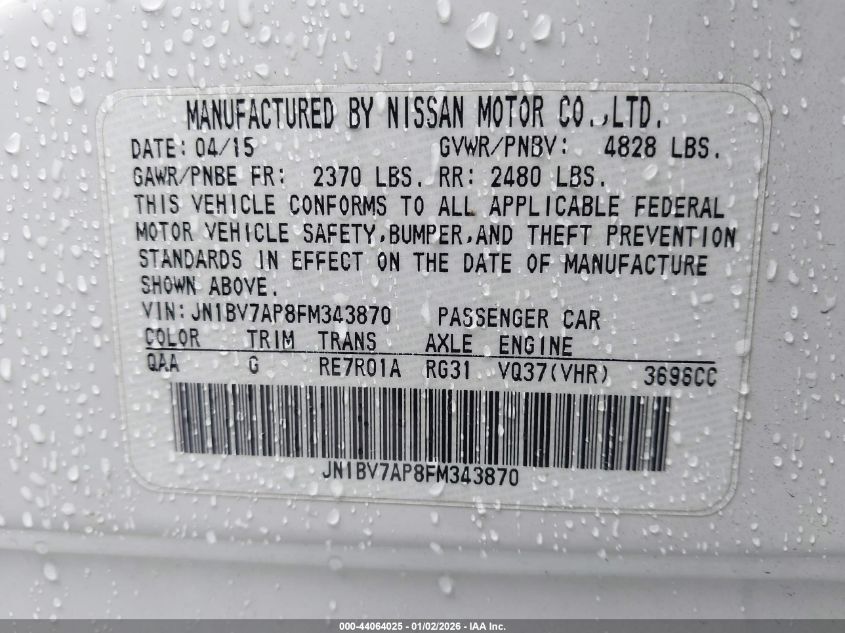 MANUFACTURED BY NISSAN MOTOR CO.,LTD.
DATE: 04/15 GVWR/PNBV: 4828 LBS.
GAWR/PNBE FR: 2370 LBS. RR: 2480 LBS.
THIS VEHICLE CONFORMS TO ALL APPLICABLE FEDERAL
MOTOR VEHICLE SAFETY,BUMPER,AND THEFT PREVENTION
STANDARDS IN EFFECT ON THE DATE OF MANUFACTURE
SHOWN ABOVE.
VIN: JN1BV7AP8FM343870 PASSENGER CAR
COLOR TRIM TRANS AXLE ENGINE
QAA G RE7R01A RG31 VQ37(VHR) 3696CC
JN1BV7AP8FM343870
000-44064025 - 01/02/2026 - IAA Inc.